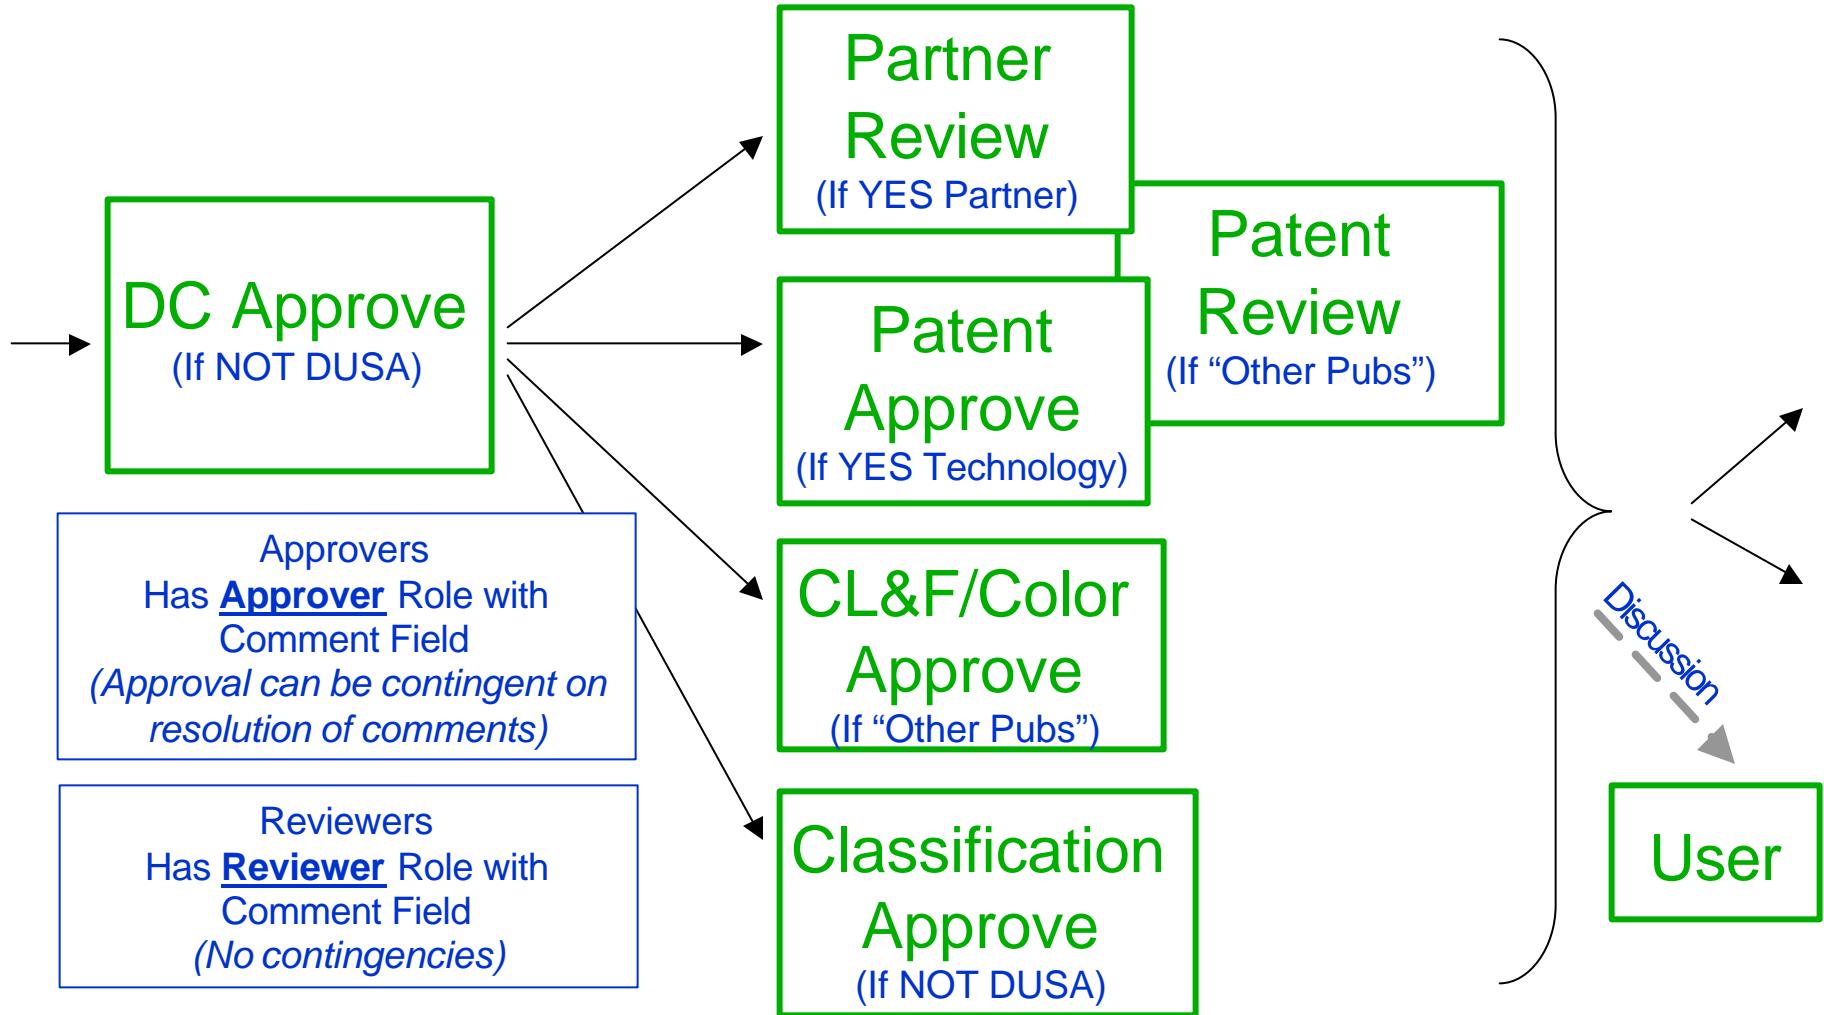 DC Approve
(If NOT DUSA)
Partner
Review
(If YES Partner)
Patent
Review
(If “Other Pubs”)
Patent
Approve
(If YES Technology)
CL&F/Color
Approve
(If “Other Pubs”)
Classification
Approve
(If NOT DUSA)
Approvers
Has Approver Role with
Comment Field
(Approval can be contingent on
resolution of comments)
Reviewers
Has Reviewer Role with
Comment Field
(No contingencies)
Discussion
User